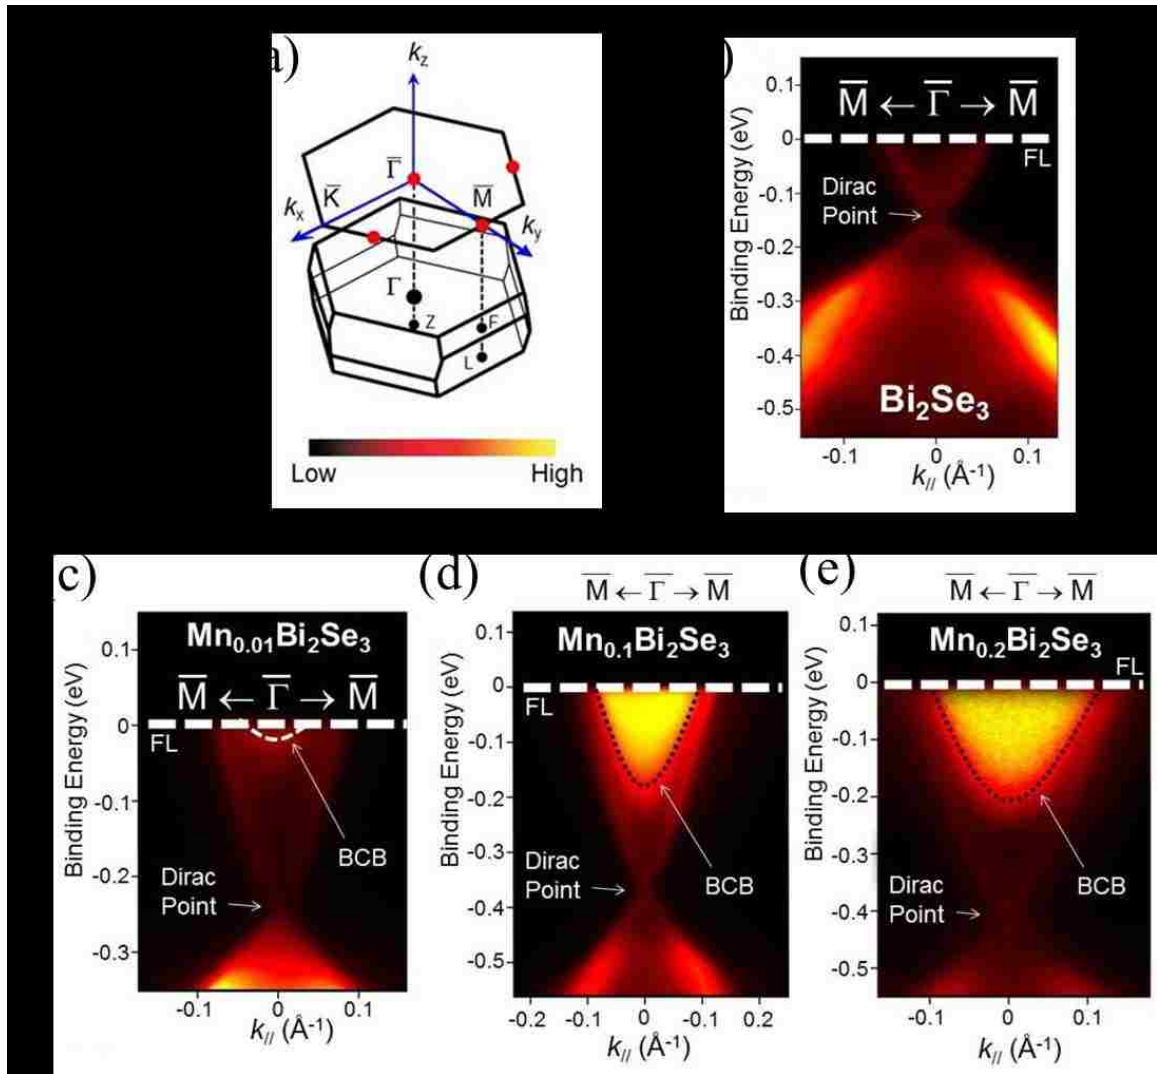 a)
k_z
Γ̅
K̅
M̅
k_x
k_y
Γ
Z
F
L
Low
High
)
0.1
0
-0.1
-0.2
-0.3
-0.4
-0.5
Binding Energy (eV)
M̅ ← Γ̅ → M̅
FL
Dirac
Point
Bi₂Se₃
-0.1 0 0.1
k// (Å⁻¹)
(c)
Mn₀.₀₁Bi₂Se₃
M̅ ← Γ̅ → M̅
0.1
0
-0.1
-0.2
-0.3
Binding Energy (eV)
FL
BCB
Dirac
Point
-0.1 0 0.1
k// (Å⁻¹)
(d)
M̅ ← Γ̅ → M̅
Mn₀.₁Bi₂Se₃
0.1
0
-0.1
-0.2
-0.3
-0.4
-0.5
Binding Energy (eV)
FL
Dirac
Point
BCB
-0.2 -0.1 0 0.1 0.2
k// (Å⁻¹)
(e)
M̅ ← Γ̅ → M̅
Mn₀.₂Bi₂Se₃
0.1
0
-0.1
-0.2
-0.3
-0.4
-0.5
Binding Energy (eV)
FL
Dirac
Point
BCB
-0.1 0 0.1
k// (Å⁻¹)